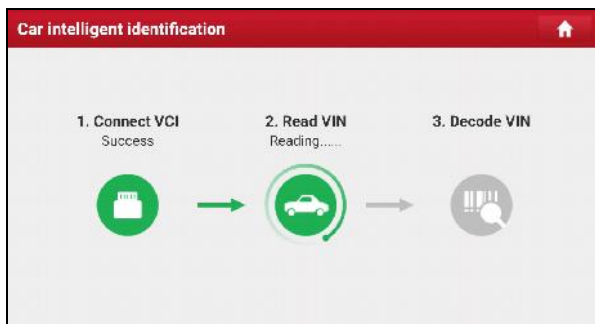 Car intelligent identification
1. Connect VCI
Success
2. Read VIN
Reading......
3. Decode VIN